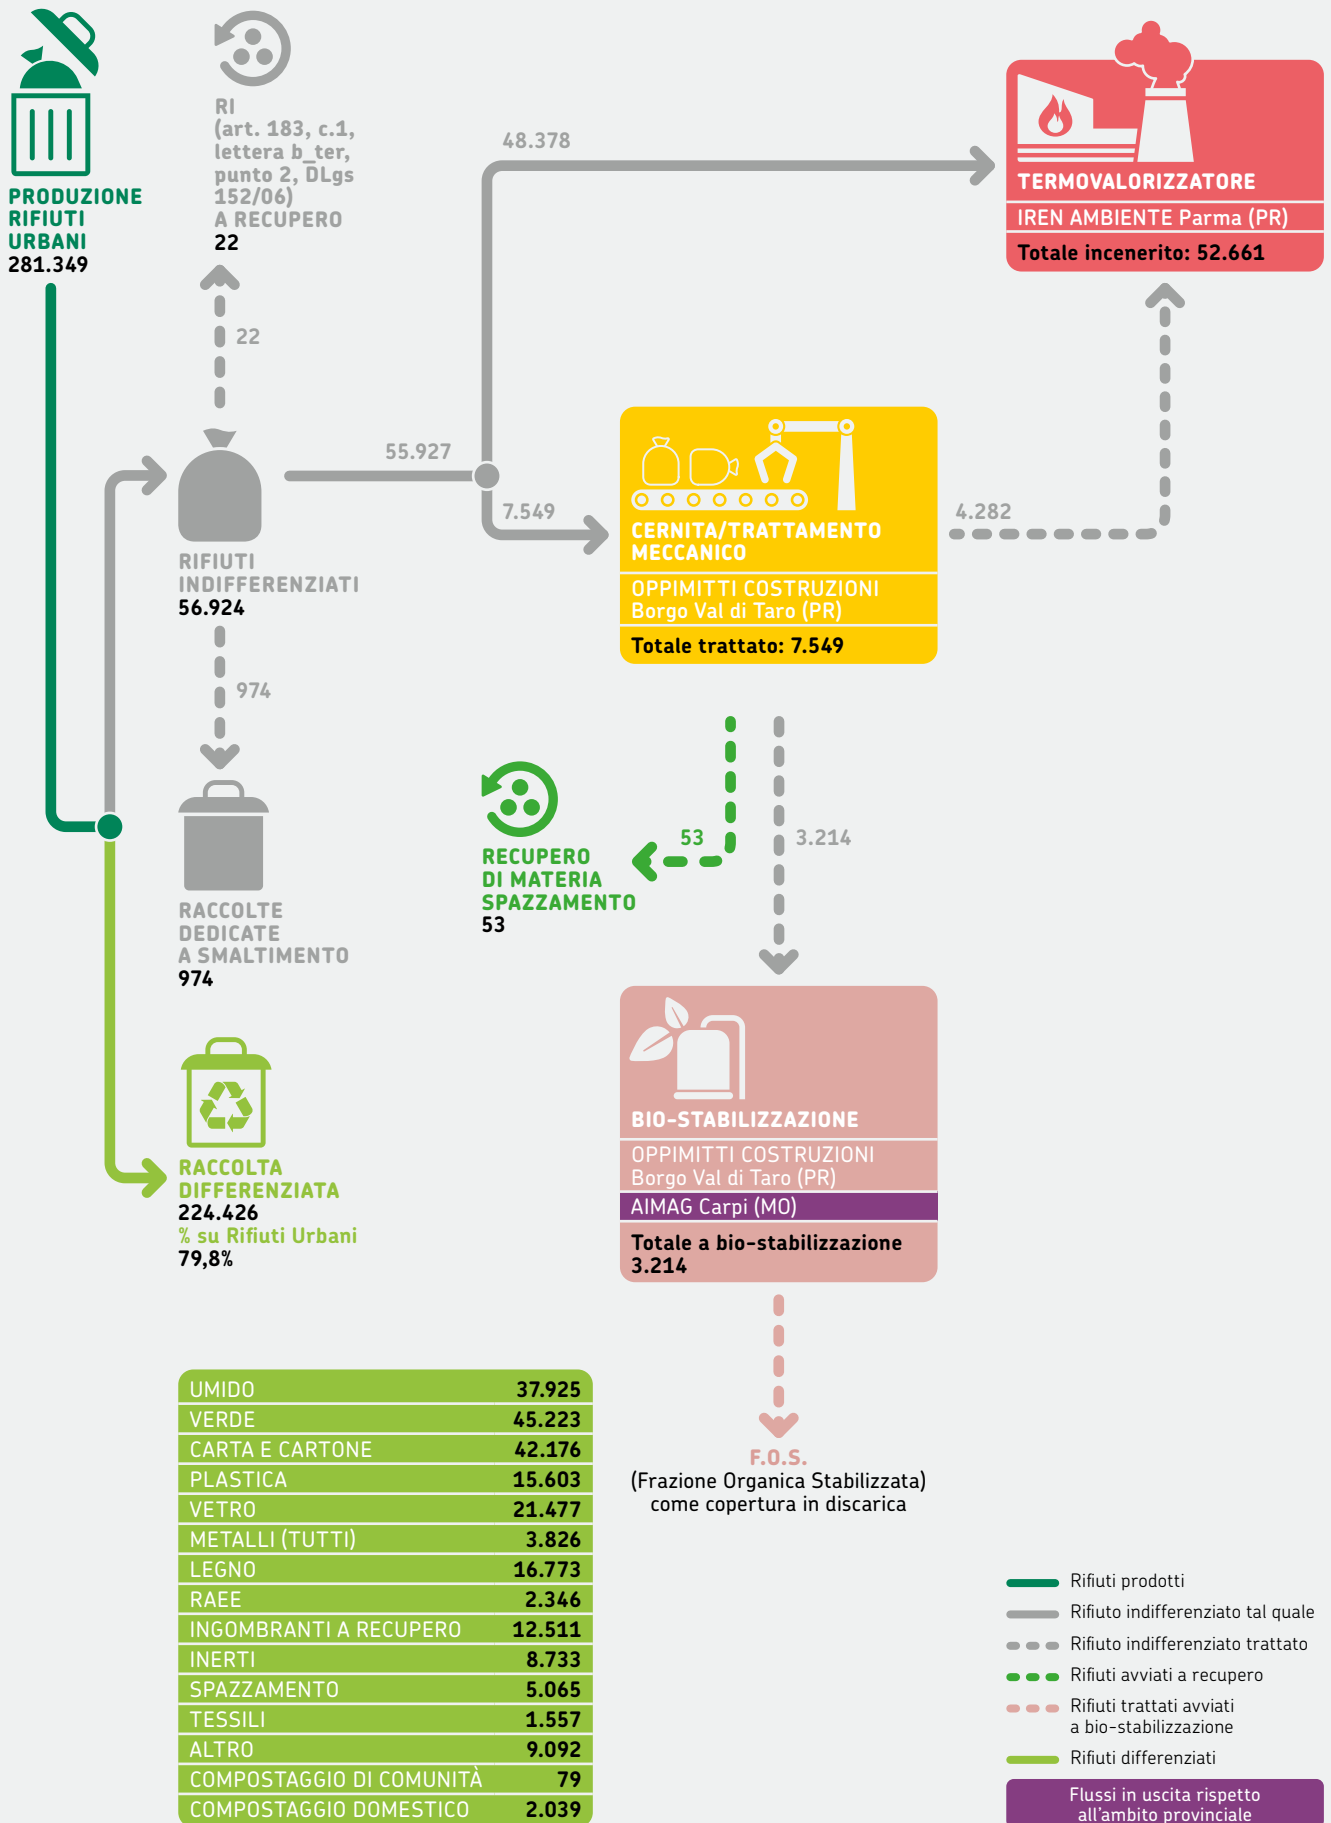 PRODUZIONE
RIFIUTI
URBANI
281.349
RI
(art. 183, c.1,
lettera b_ter,
punto 2, DLgs
152/06)
A RECUPERO
22
22
48.378
TERMOVALORIZZATORE
IREN AMBIENTE Parma (PR)
Totale incenerito: 52.661
55.927
7.549
RIFIUTI
INDIFFERENZIATI
56.924
CERNITA/TRATTAMENTO
MECCANICO
OPPIMITTI COSTRUZIONI
Borgo Val di Taro (PR)
Totale trattato: 7.549
4.282
974
RACCOLTE
DEDICATE
A SMALTIMENTO
974
RECUPERO
DI MATERIA
SPAZZAMENTO
53
53
3.214
BIO-STABILIZZAZIONE
OPPIMITTI COSTRUZIONI
Borgo Val di Taro (PR)
AIMAG Carpi (MO)
Totale a bio-stabilizzazione
3.214
RACCOLTA
DIFFERENZIATA
224.426
% su Rifiuti Urbani
79,8%
F.O.S.
(Frazione Organica Stabilizzata)
come copertura in discarica
UMIDO 37.925
VERDE 45.223
CARTA E CARTONE 42.176
PLASTICA 15.603
VETRO 21.477
METALLI (TUTTI) 3.826
LEGNO 16.773
RAEE 2.346
INGOMBRANTI A RECUPERO 12.511
INERTI 8.733
SPAZZAMENTO 5.065
TESSILI 1.557
ALTRO 9.092
COMPOSTAGGIO DI COMUNITÀ 79
COMPOSTAGGIO DOMESTICO 2.039
Rifiuti prodotti
Rifiuto indifferenziato tal quale
Rifiuto indifferenziato trattato
Rifiuti avviati a recupero
Rifiuti trattati avviati
a bio-stabilizzazione
Rifiuti differenziati
Flussi in uscita rispetto
all'ambito provinciale